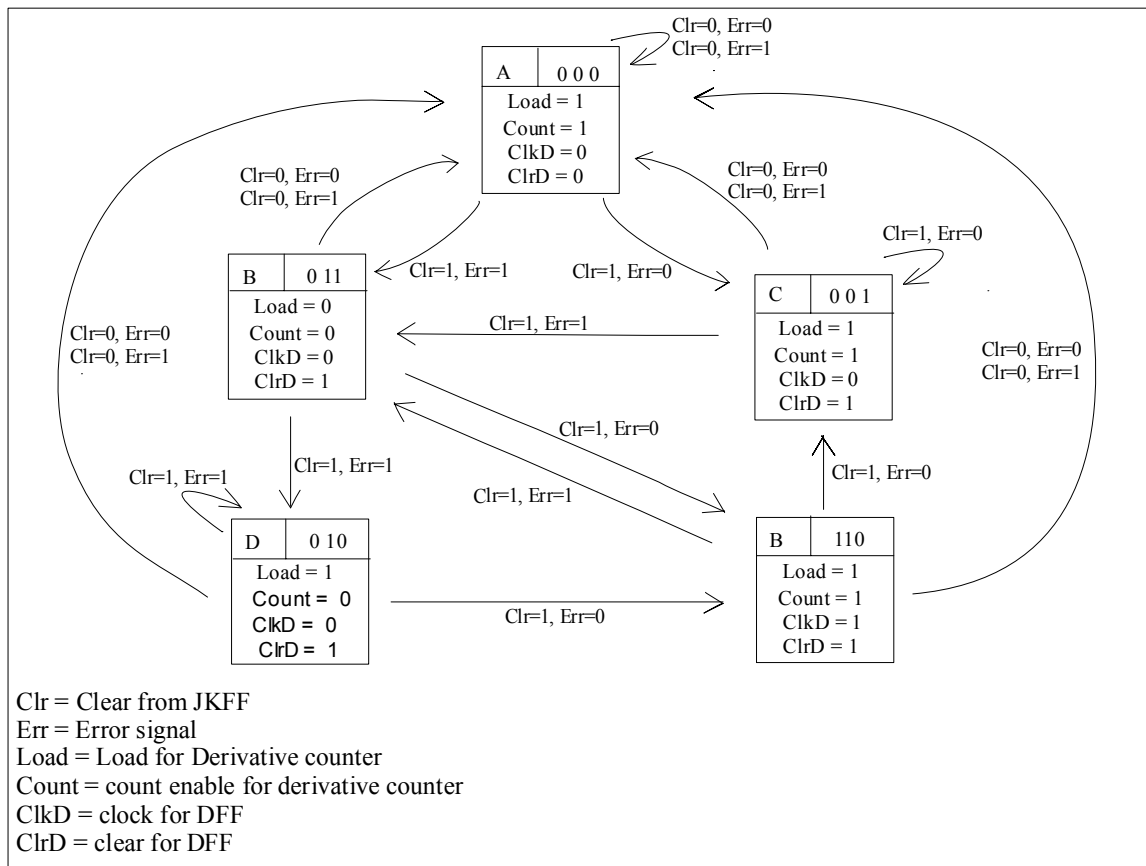 Clr=0, Err=0
Clr=0, Err=1
A 0 0 0
Load = 1
Count = 1
ClkD = 0
ClrD = 0
Clr=0, Err=0
Clr=0, Err=1
Clr=0, Err=0
Clr=0, Err=1
Clr=1, Err=1
Clr=1, Err=0
Clr=1, Err=0
B 0 11
Load = 0
Count = 0
ClkD = 0
ClrD = 1
C 0 0 1
Load = 1
Count = 1
ClkD = 0
ClrD = 1
Clr=1, Err=1
Clr=0, Err=0
Clr=0, Err=1
Clr=0, Err=0
Clr=0, Err=1
Clr=1, Err=0
Clr=1, Err=1
Clr=1, Err=1
Clr=1, Err=1
Clr=1, Err=0
D 0 10
Load = 1
Count = 0
ClkD = 0
ClrD = 1
Clr=1, Err=0
B 110
Load = 1
Count = 1
ClkD = 1
ClrD = 1
Clr = Clear from JKFF
Err = Error signal
Load = Load for Derivative counter
Count = count enable for derivative counter
ClkD = clock for DFF
ClrD = clear for DFF